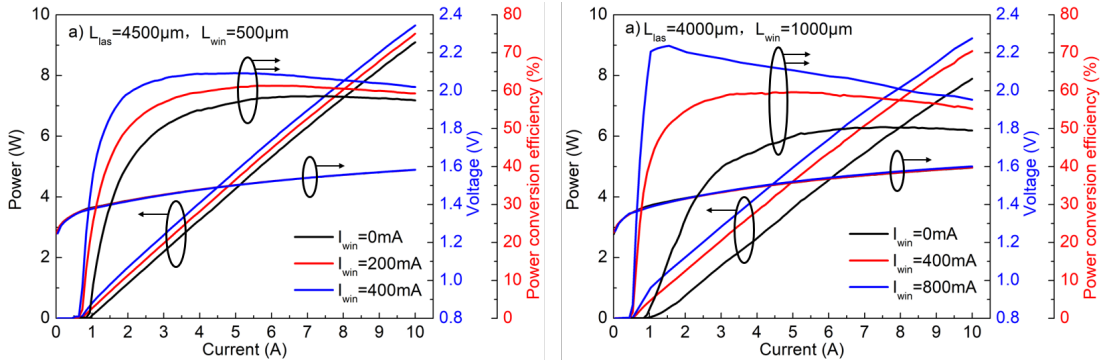 a) L_las=4500μm, L_win=500μm
Power (W)
10
8
6
4
2
0
0 1 2 3 4 5 6 7 8 9 10
Current (A)
I_win=0mA
I_win=200mA
I_win=400mA
2.4
2.2
2.0
1.8
1.6
1.4
1.2
1.0
0.8
Voltage (V)
80
70
60
50
40
30
20
10
0
Power conversion efficiency (%)
a) L_las=4000μm, L_win=1000μm
Power (W)
10
8
6
4
2
0
0 1 2 3 4 5 6 7 8 9 10
Current (A)
I_win=0mA
I_win=400mA
I_win=800mA
2.4
2.2
2.0
1.8
1.6
1.4
1.2
1.0
0.8
Voltage (V)
80
70
60
50
40
30
20
10
0
Power conversion efficiency (%)